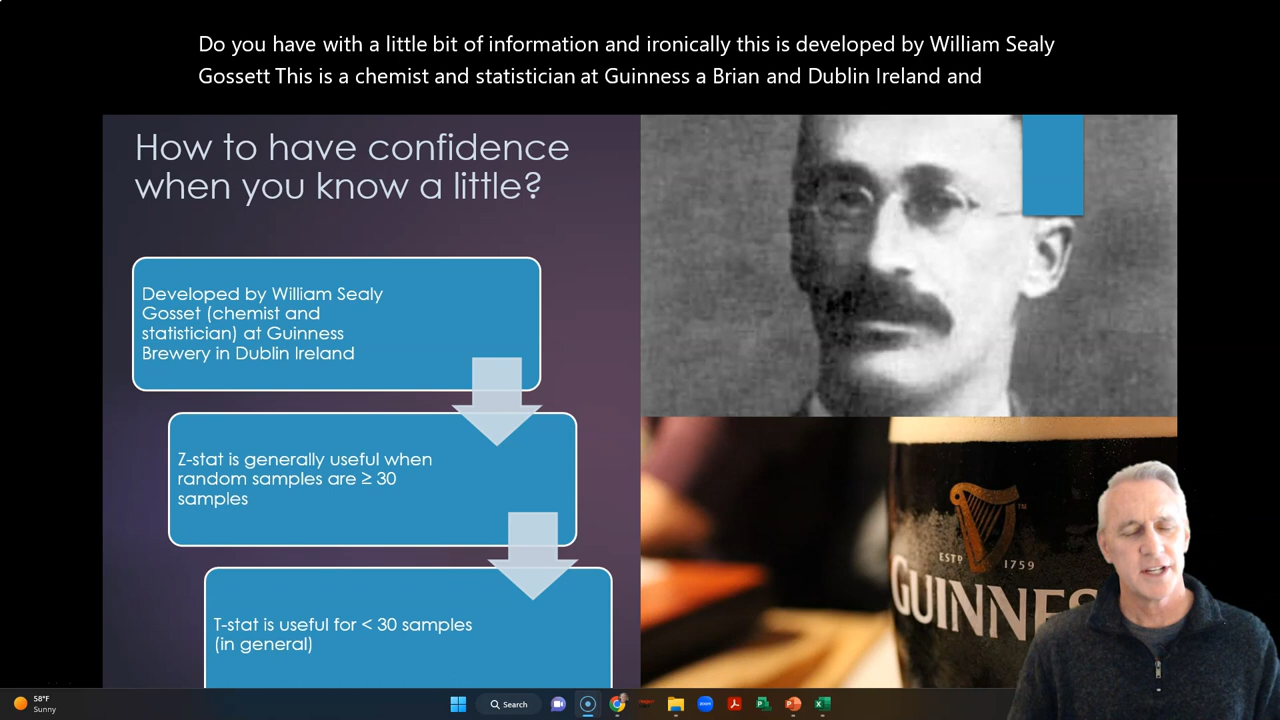 Do you have with a little bit of information and ironically this is developed by William Sealy
Gossett This is a chemist and statistician at Guinness a Brian and Dublin Ireland and
How to have confidence
when you know a little?
Developed by William Sealy
Gosset (chemist and
statistician) at Guinness
Brewery in Dublin Ireland
Z-stat is generally useful when
random samples are ≥ 30
samples
T-stat is useful for < 30 samples
(in general)
TM
ESTD 1759
GUINNES
58°F
Sunny
Search
zoom